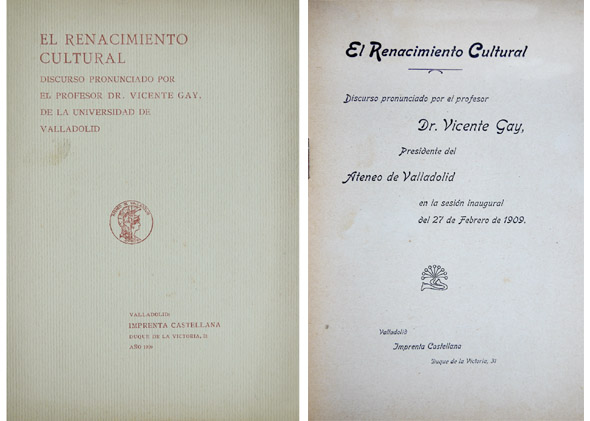 EL RENACIMIENTO
CULTURAL
DISCURSO PRONUNCIADO POR
EL PROFESOR DR. VICENTE GAY,
DE LA UNIVERSIDAD DE
VALLADOLID
VALLADOLID
IMPRENTA CASTELLANA
DUQUE DE LA VICTORIA, 31
AÑO 1909
El Renacimiento Cultural
Discurso pronunciado por el profesor
Dr. Vicente Gay,
Presidente del
Ateneo de Valladolid
en la sesión inaugural
del 27 de Febrero de 1909.
Valladolid
Imprenta Castellana
Duque de la Victoria, 31